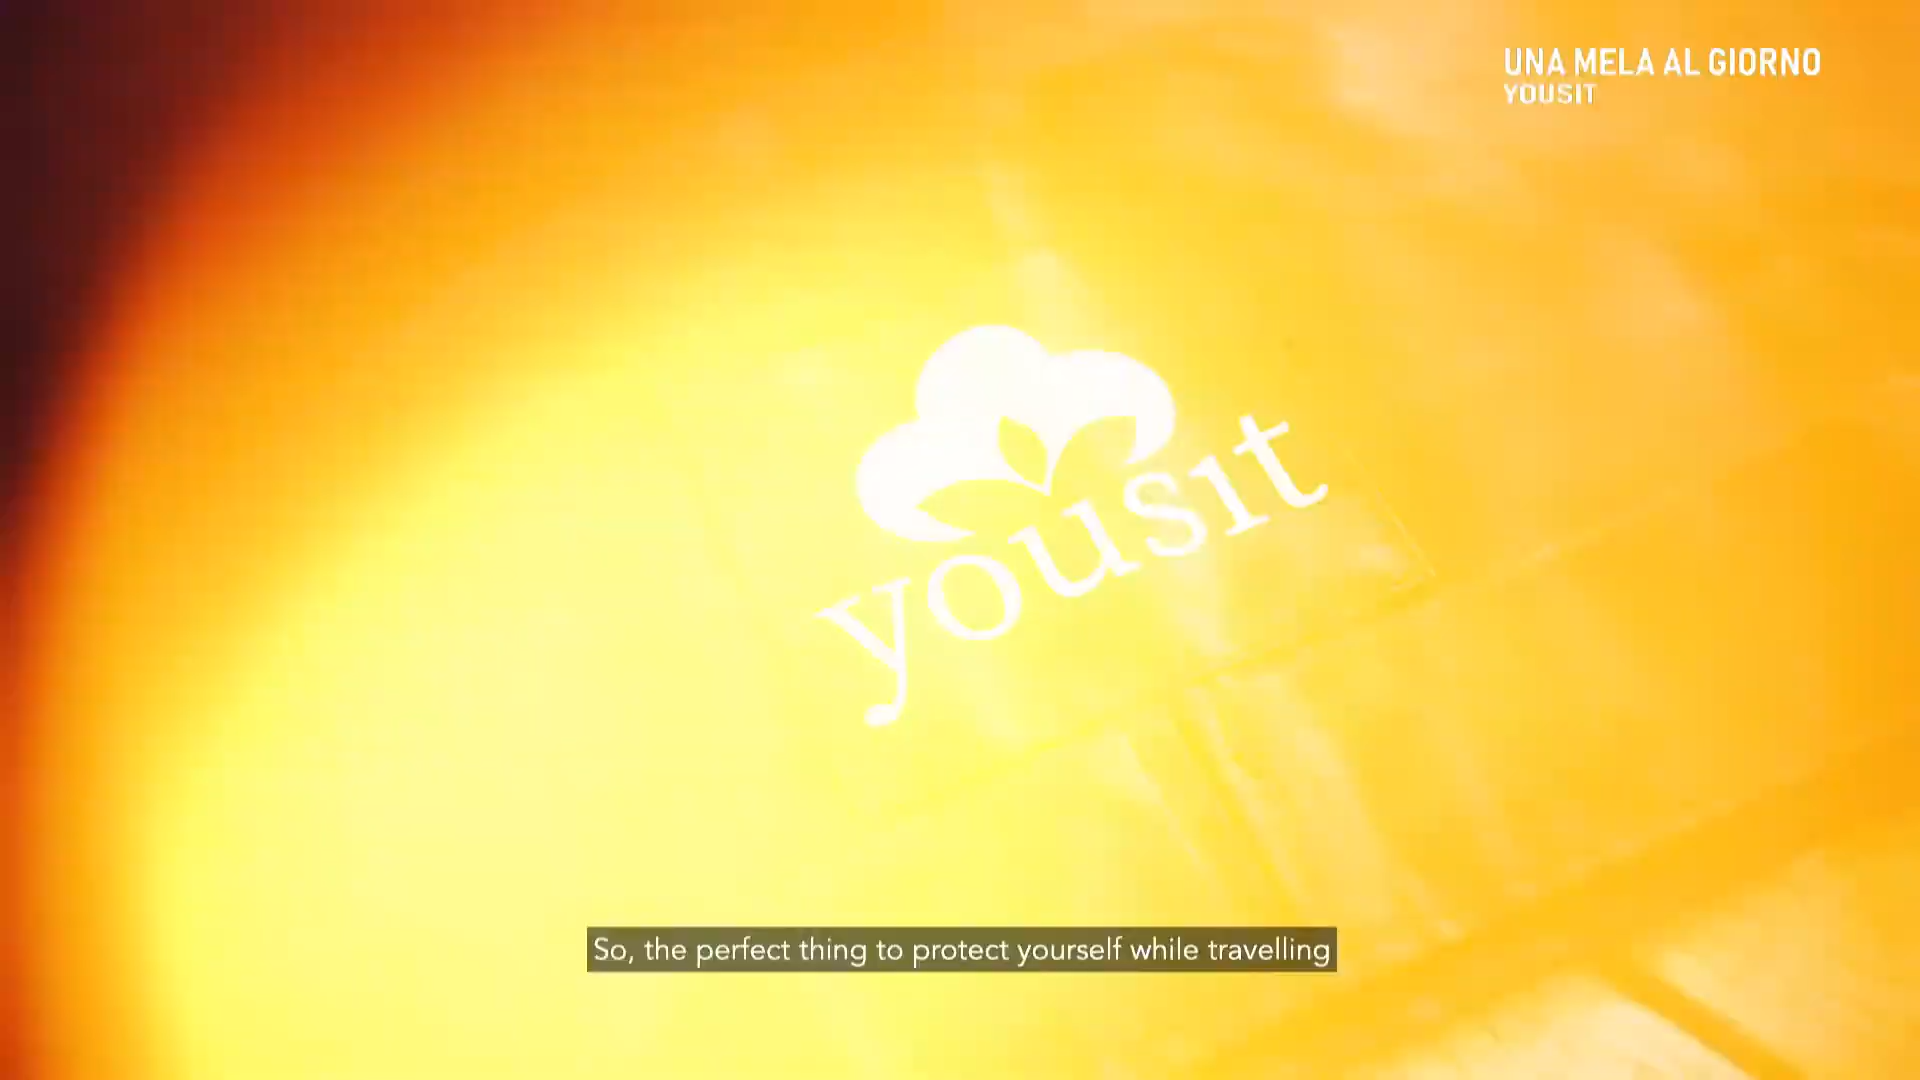 UNA MELA AL GIORNO
YOUSIT
yousit
So, the perfect thing to protect yourself while travelling